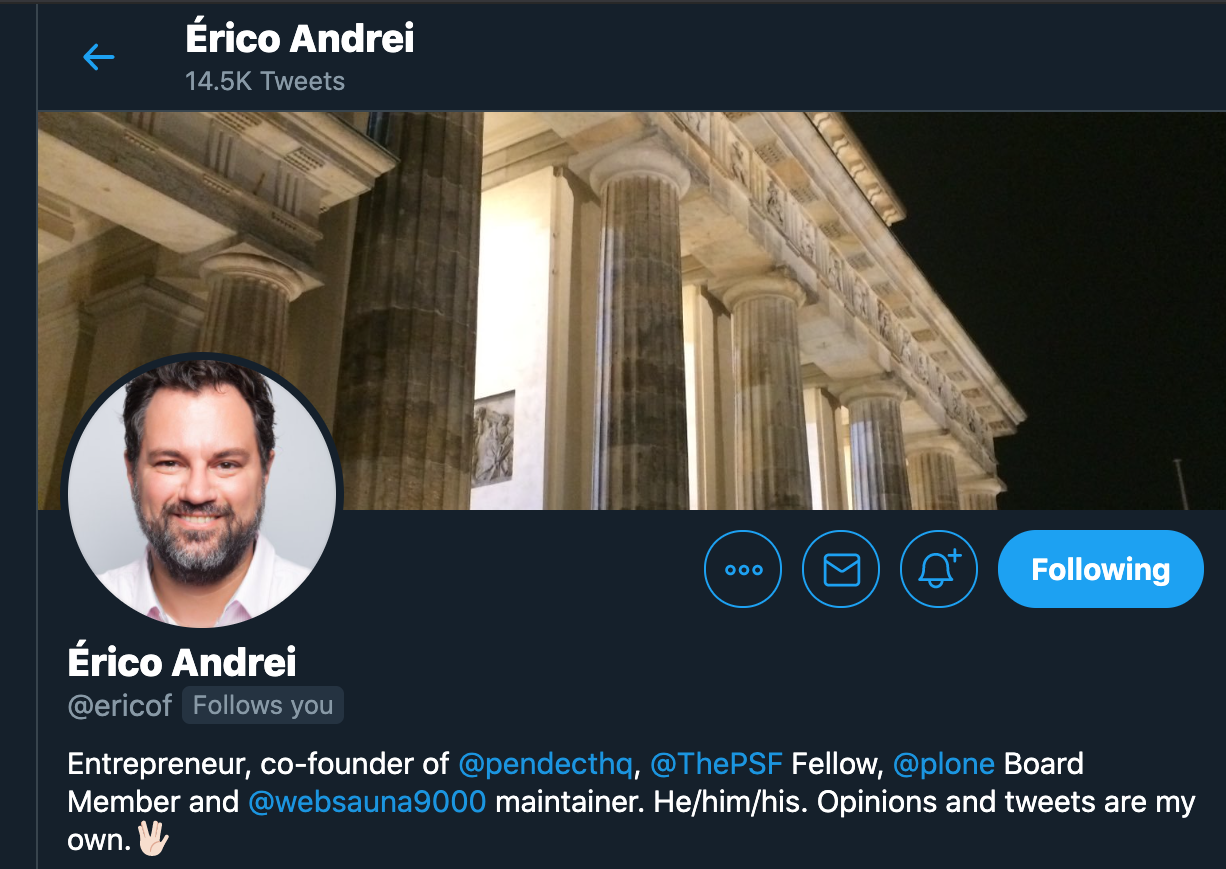 Érico Andrei
14.5K Tweets
Following
Érico Andrei
@ericof Follows you
Entrepreneur, co-founder of @pendecthq, @ThePSF Fellow, @plone Board
Member and @websauna9000 maintainer. He/him/his. Opinions and tweets are my
own.🖖🏻